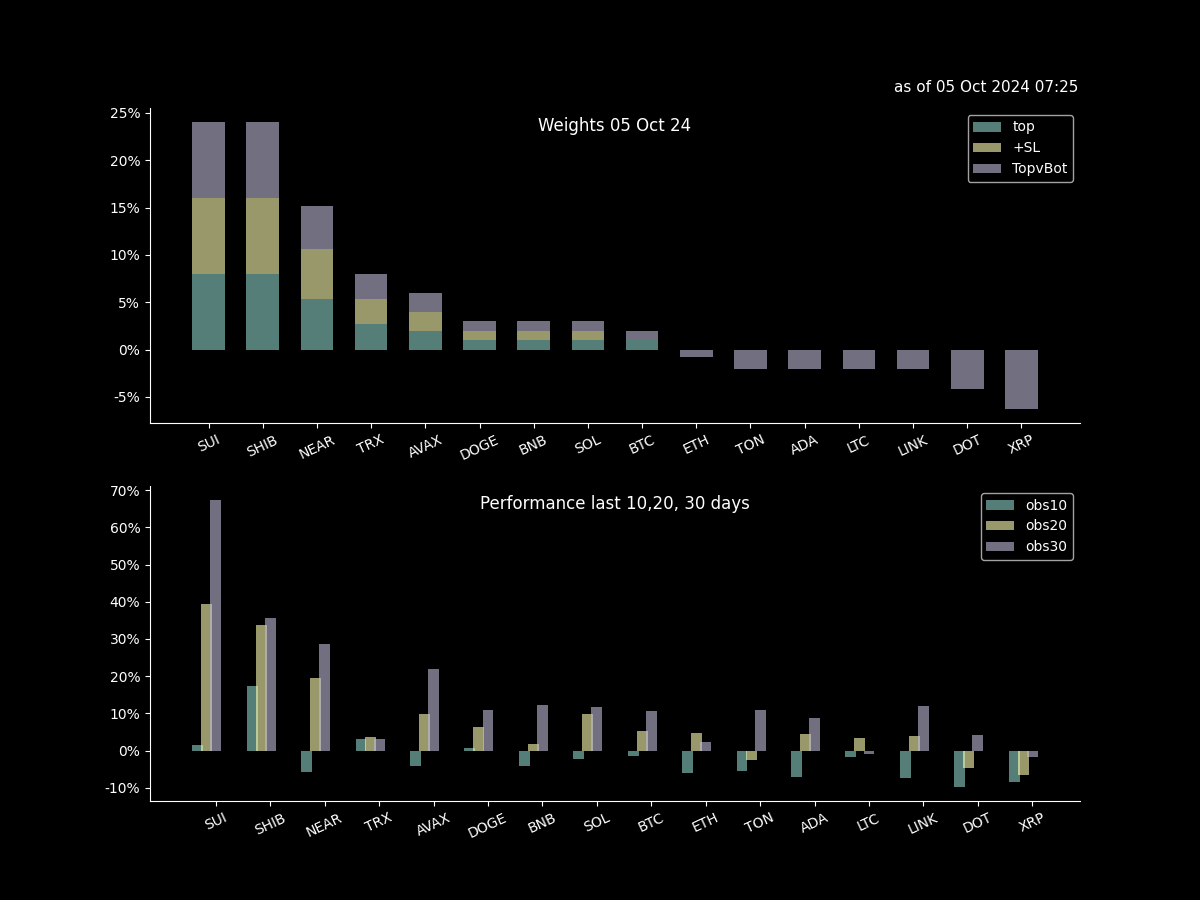 as of 05 Oct 2024 07:25
Weights 05 Oct 24
top
+SL
TopvBot
25%
20%
15%
10%
5%
0%
-5%
SUI SHIB NEAR TRX AVAX DOGE BNB SOL BTC ETH TON ADA LTC LINK DOT XRP
Performance last 10,20, 30 days
obs10
obs20
obs30
70%
60%
50%
40%
30%
20%
10%
0%
-10%
SUI SHIB NEAR TRX AVAX DOGE BNB SOL BTC ETH TON ADA LTC LINK DOT XRP